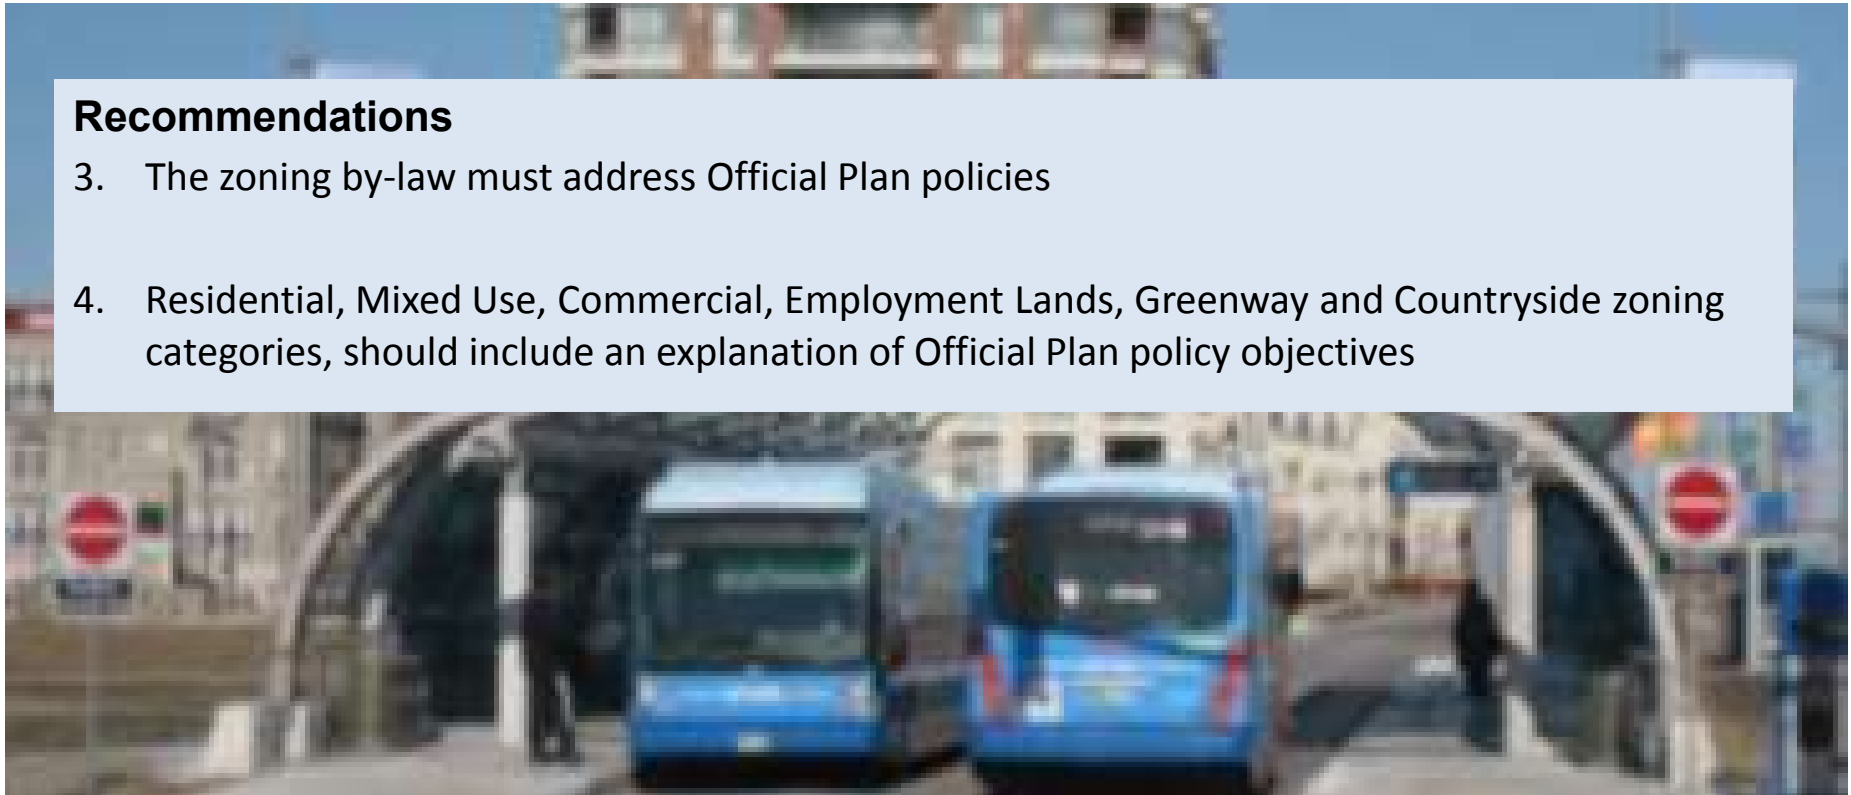 Recommendations
3. The zoning by-law must address Official Plan policies
4. Residential, Mixed Use, Commercial, Employment Lands, Greenway and Countryside zoning
categories, should include an explanation of Official Plan policy objectives